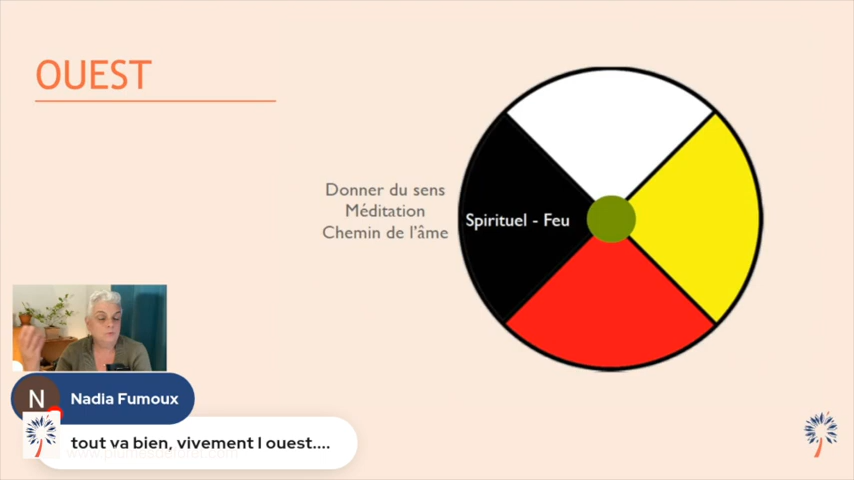 OUEST
Donner du sens
Méditation
Chemin de l'âme
Spirituel - Feu
N
Nadia Fumoux
tout va bien, vivement l ouest....